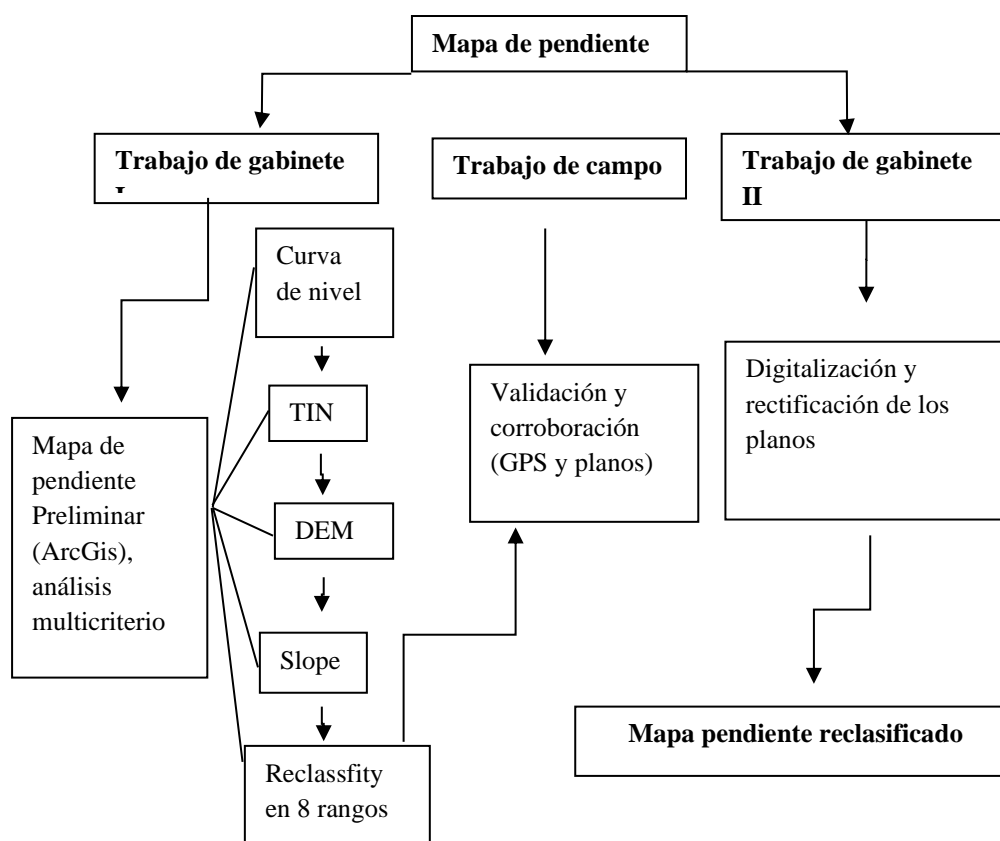 Mapa de pendiente
Trabajo de gabinete
Trabajo de campo
Trabajo de gabinete
II
Curva
de nivel
TIN
DEM
Slope
Reclassfity
en 8 rangos
Mapa de
pendiente
Preliminar
(ArcGis),
análisis
multicriterio
Validación y
corroboración
(GPS y planos)
Digitalización y
rectificación de los
planos
Mapa pendiente reclasificado